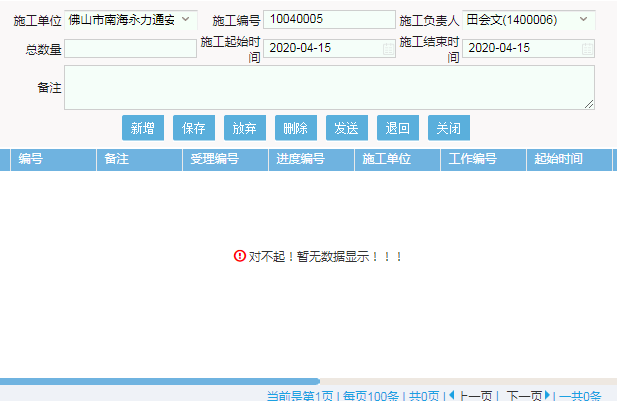 施工单位 佛山市南海永力通安 施工编号 10040005 施工负责人 田会文(1400006)
总数量 施工起始时间 2020-04-15 施工结束时间 2020-04-15
备注
新增 保存 放弃 删除 发送 退回 关闭
编号 备注 受理编号 进度编号 施工单位 工作编号 起始时间
对不起！暂无数据显示！！！
当前是第1页 | 每页100条 | 共0页 | 上一页 | 下一页 | 一共0条